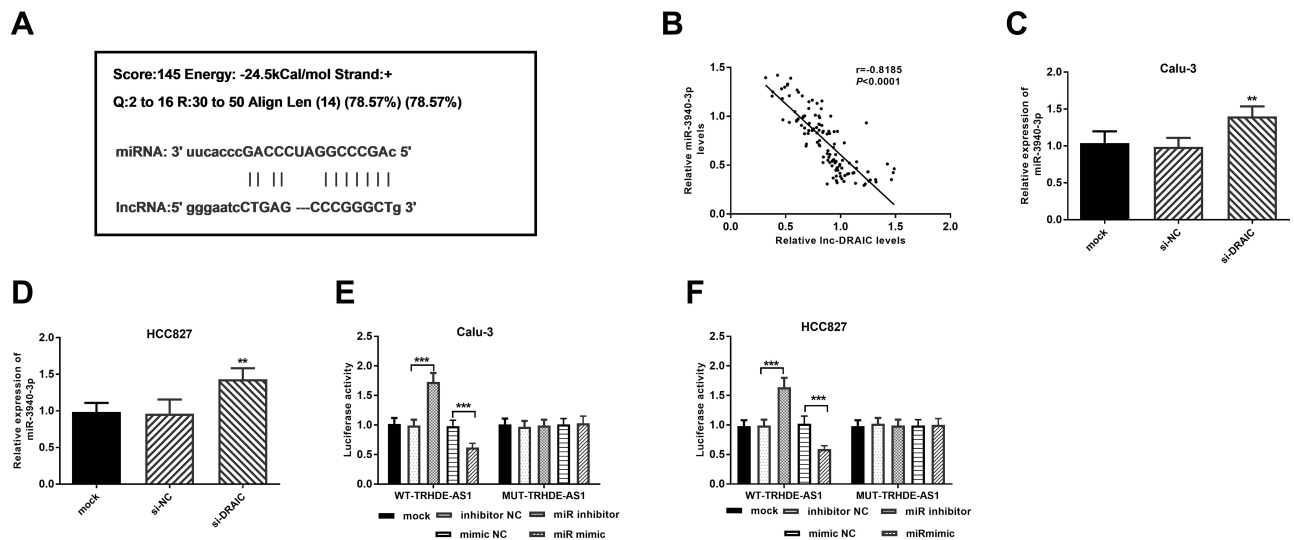 A
Score:145 Energy: -24.5kCal/mol Strand:+
Q:2 to 16 R:30 to 50 Align Len (14) (78.57%) (78.57%)
miRNA: 3' uucacccGACCCUAGGCCCGAc 5'
|| || |||||||
lncRNA:5' gggaatcCTGAG ---CCCGGGCTg 3'
B
r=-0.8185
P<0.0001
Relative miR-3940-3p
levels
1.5
1.0
0.5
0.0
0.0 0.5 1.0 1.5 2.0
Relative lnc-DRAIC levels
C
Calu-3
Relative expression of
miR-3940-3p
2.0
1.5
1.0
0.5
0.0
**
mock si-NC si-DRAIC
D
HCC827
Relative expression of
miR-3940-3p
2.0
1.5
1.0
0.5
0.0
**
mock si-NC si-DRAIC
E
Calu-3
Luciferase activity
2.5
2.0
1.5
1.0
0.5
0.0
***
***
WT-TRHDE-AS1 MUT-TRHDE-AS1
mock inhibitor NC miR inhibitor
mimic NC miR mimic
F
HCC827
Luciferase activity
2.5
2.0
1.5
1.0
0.5
0.0
***
***
WT-TRHDE-AS1 MUT-TRHDE-AS1
mock inhibitor NC miR inhibitor
mimic NC miRmimic